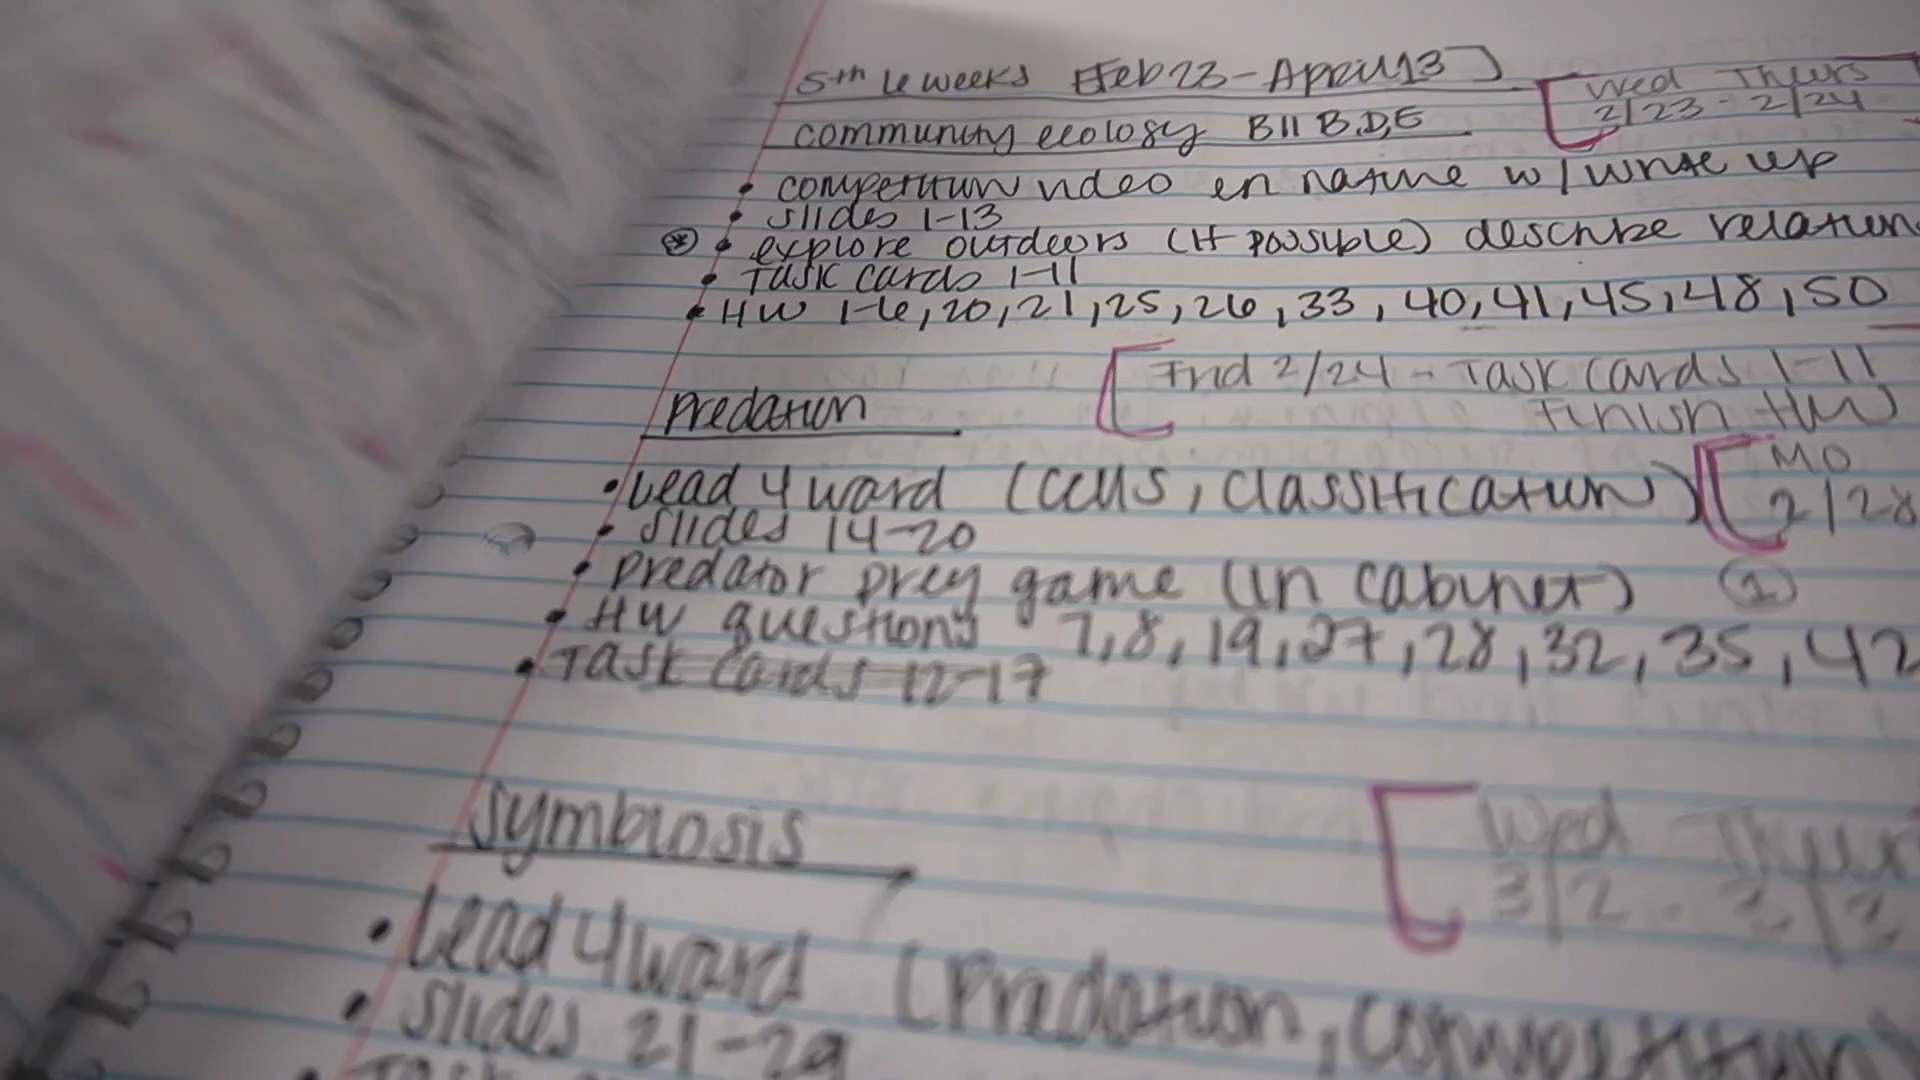 5th 6 weeks [Feb 23 - April 13]
Wed Thurs
2/23 - 2/24
community ecology B11 B,D,E
• competition video in nature w/ write up
• slides 1-13
• explore outdoors (if possible) describe relation
• Task cards 1-11
• HW 1-6, 20, 21, 25, 26, 33, 40, 41, 45, 48, 50
Frid 2/24 - Task Cards 1-11
Finish HW
Predation
• Lead 4ward (cells, classification)
MO
2/28
• slides 14-20
• predator prey game (in cabinet)
• HW questions 7, 8, 19, 27, 28, 32, 35, 42
• Task Cards 12-17
Symbiosis
Wed Thurs
3/2 - 3/3
• Lead 4ward (Predation, competition)
• slides 21-29